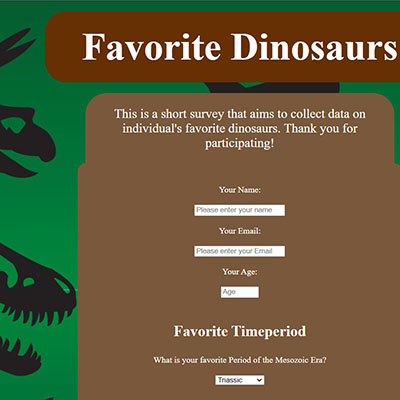 Favorite Dinosaurs
This is a short survey that aims to collect data on
individual's favorite dinosaurs. Thank you for
participating!
Your Name:
Please enter your name
Your Email:
Please enter your Email
Your Age:
Age
Favorite Timeperiod
What is your favorite Period of the Mesozoic Era?
Triassic